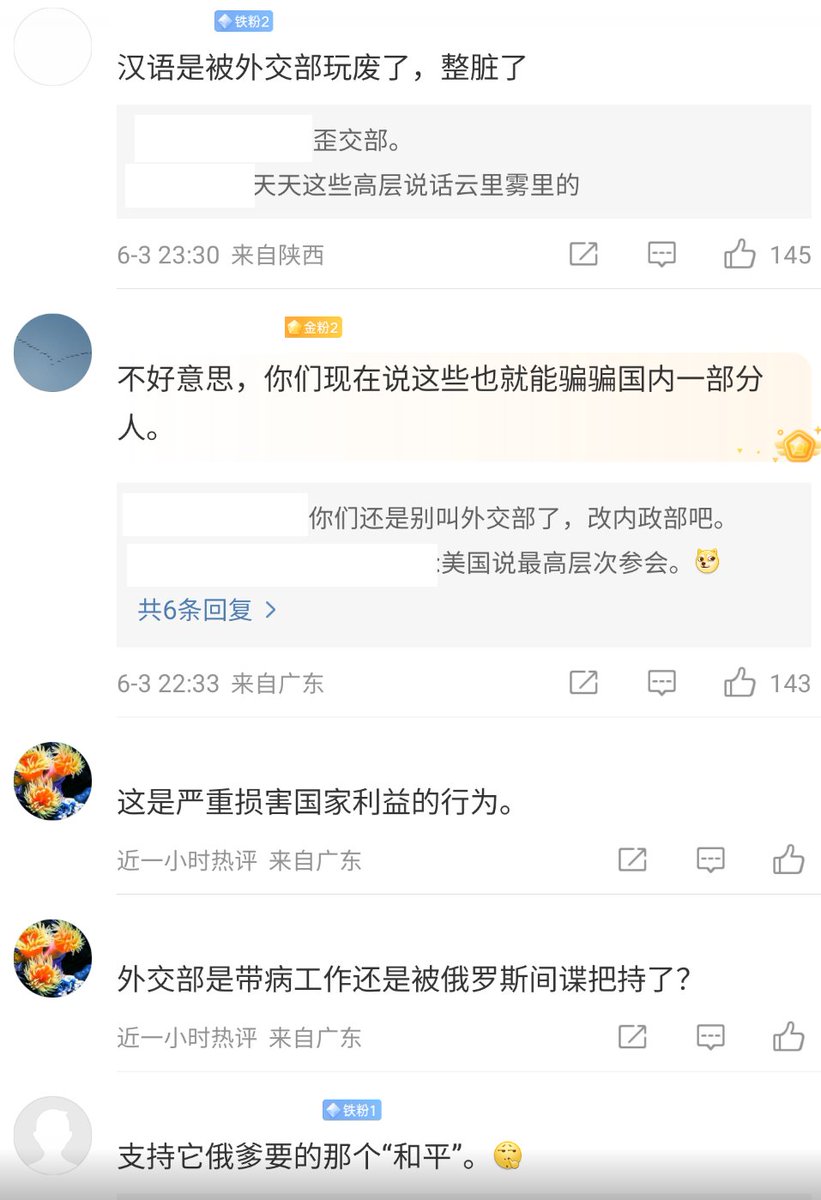 铁粉2
汉语是被外交部玩废了，整脏了
歪交部。
天天这些高层说话云里雾里的
6-3 23:30 来自陕西
145
金粉2
不好意思，你们现在说这些也就能骗骗国内一部分
人。
你们还是别叫外交部了，改内政部吧。
:美国说最高层次参会。
共6条回复 >
6-3 22:33 来自广东
143
这是严重损害国家利益的行为。
近一小时热评 来自广东
外交部是带病工作还是被俄罗斯间谍把持了？
近一小时热评 来自广东
铁粉1
支持它俄爹要的那个“和平”。